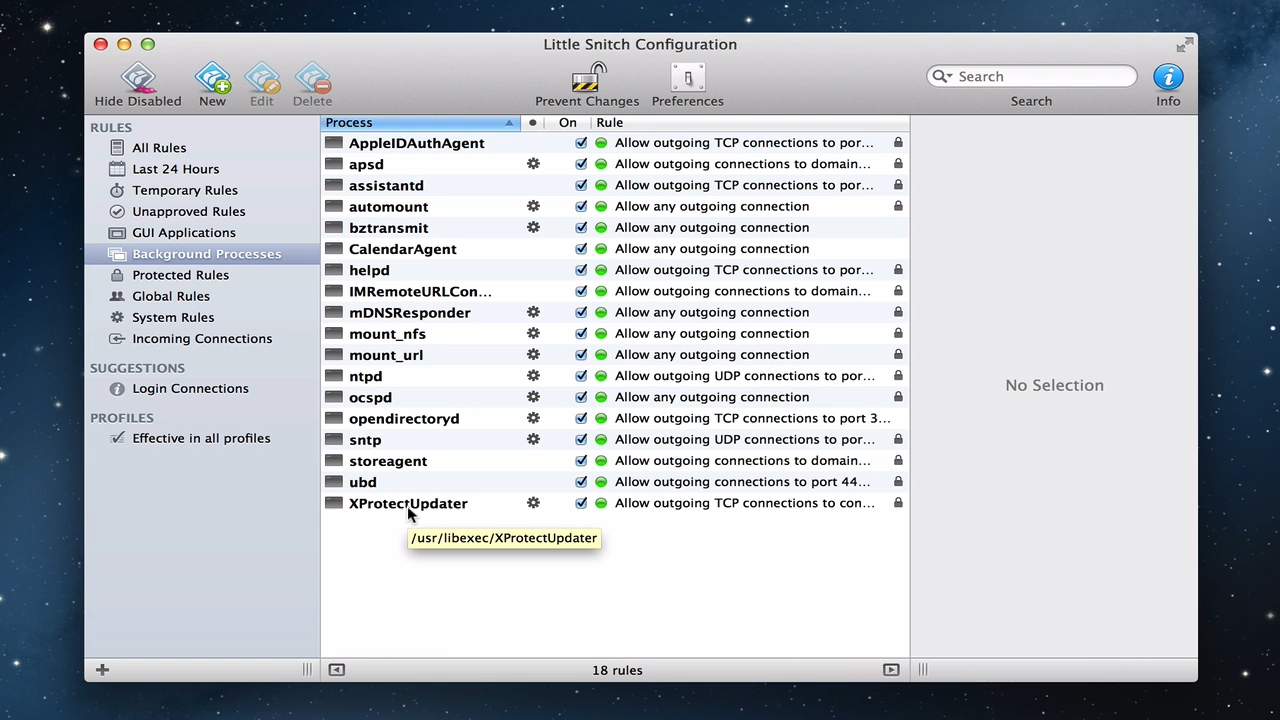 Little Snitch Configuration
Hide Disabled
New
Edit
Delete
Prevent Changes
Preferences
Search
Search
Info
RULES
All Rules
Last 24 Hours
Temporary Rules
Unapproved Rules
GUI Applications
Background Processes
Protected Rules
Global Rules
System Rules
Incoming Connections
SUGGESTIONS
Login Connections
PROFILES
Effective in all profiles
Process On Rule
AppleIDAuthAgent Allow outgoing TCP connections to por...
apsd Allow outgoing connections to domain...
assistantd Allow outgoing TCP connections to por...
automount Allow any outgoing connection
bztransmit Allow any outgoing connection
CalendarAgent Allow any outgoing connection
helpd Allow outgoing TCP connections to por...
IMRemoteURLCon... Allow outgoing connections to domain...
mDNSResponder Allow any outgoing connection
mount_nfs Allow any outgoing connection
mount_url Allow any outgoing connection
ntpd Allow outgoing UDP connections to por...
ocspd Allow any outgoing connection
opendirectoryd Allow outgoing TCP connections to port 3...
sntp Allow outgoing UDP connections to por...
storeagent Allow outgoing connections to domain...
ubd Allow outgoing connections to port 44...
XProtectUpdater Allow outgoing TCP connections to con...
/usr/libexec/XProtectUpdater
No Selection
18 rules